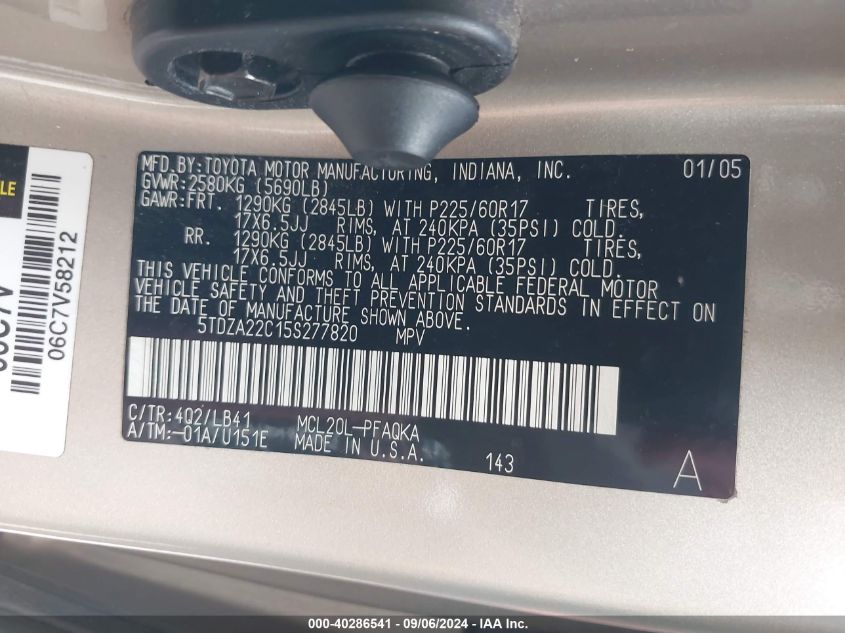 MFD.BY:TOYOTA MOTOR MANUFACTURING, INDIANA, INC. 01/05
GVWR:2580KG (5690LB)
GAWR:FRT. 1290KG (2845LB) WITH P225/60R17 TIRES,
17X6.5JJ RIMS, AT 240KPA (35PSI) COLD.
RR. 1290KG (2845LB) WITH P225/60R17 TIRES,
17X6.5JJ RIMS, AT 240KPA (35PSI) COLD.
THIS VEHICLE CONFORMS TO ALL APPLICABLE FEDERAL MOTOR
VEHICLE SAFETY AND THEFT PREVENTION STANDARDS IN EFFECT ON
THE DATE OF MANUFACTURE SHOWN ABOVE.
5TDZA22C15S277820 MPV
C/TR:4Q2/LB41 MCL20L-PFAQKA
A/TM:-01A/U151E MADE IN U.S.A. 143 A
06C7V58212
000-40286541 - 09/06/2024 - IAA Inc.